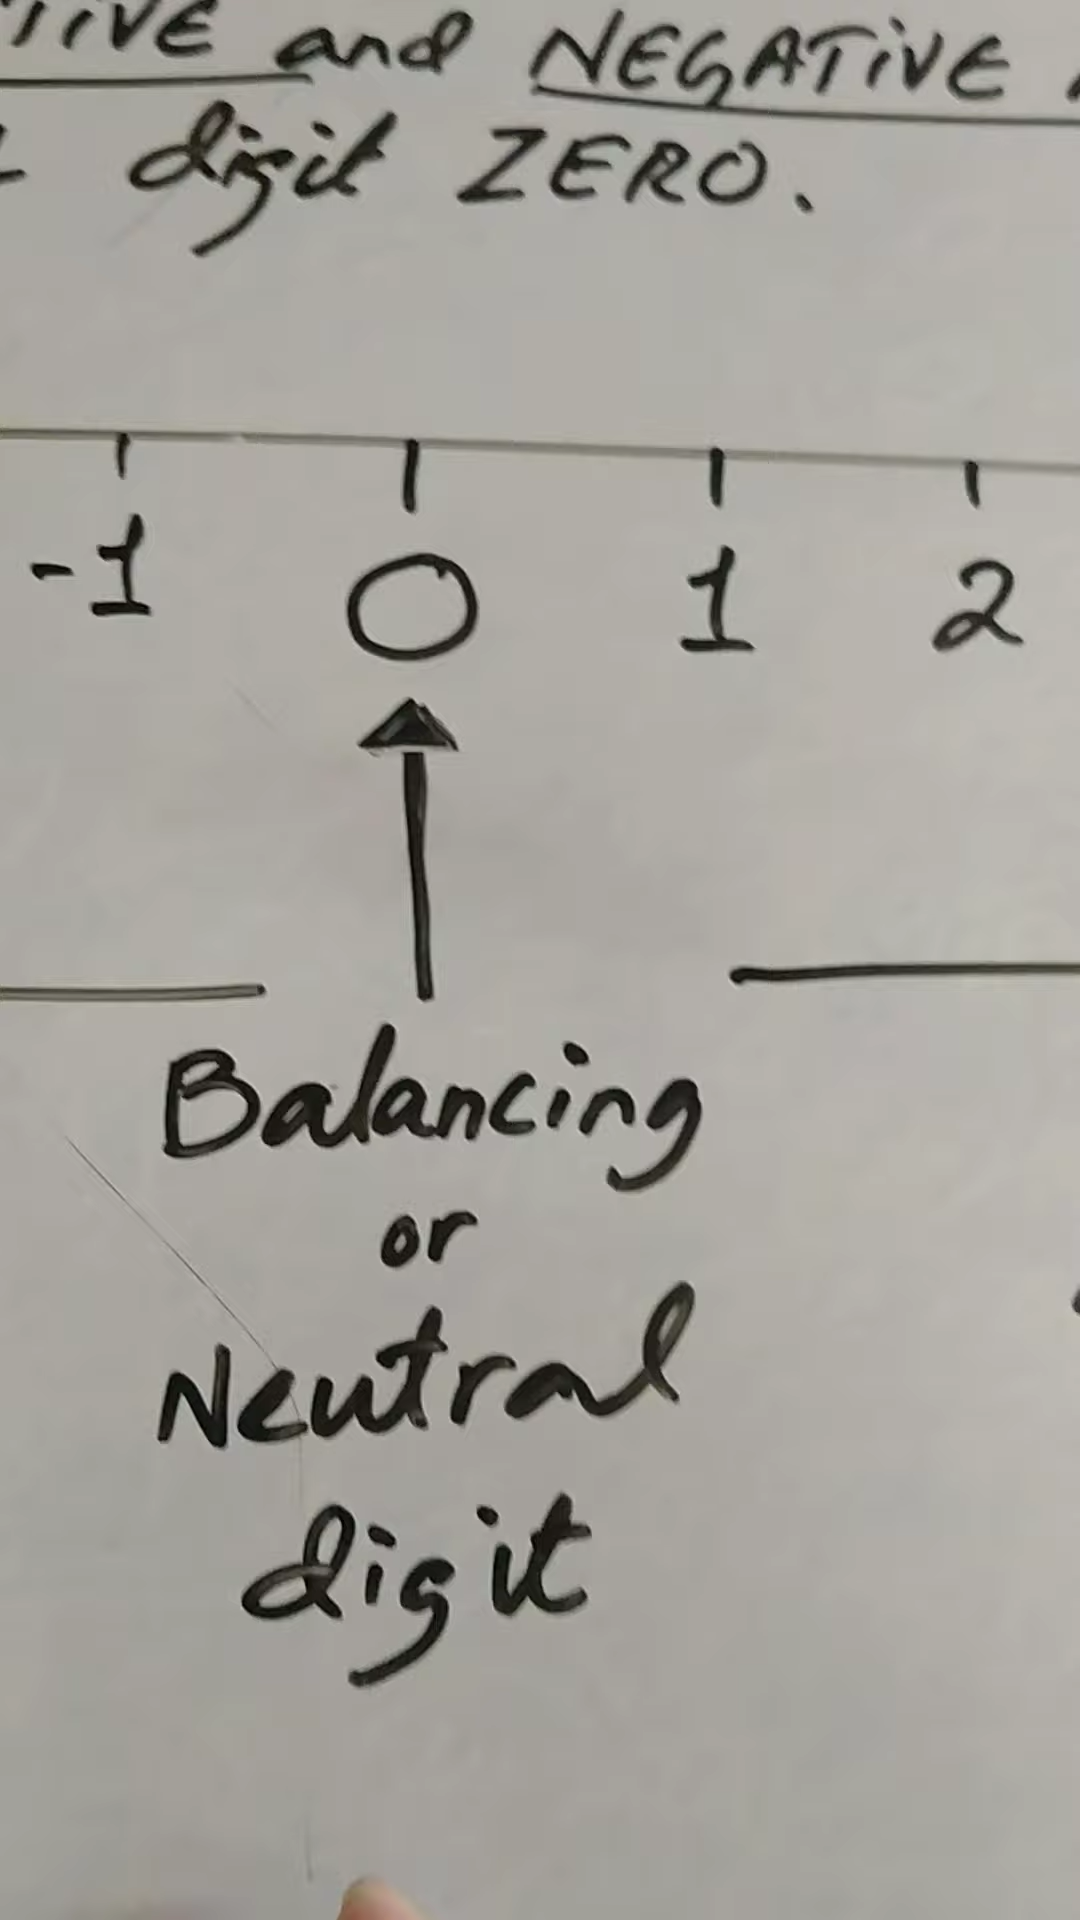 and NEGATIVE
digit ZERO.
-1 0 1 2
Balancing
or
Neutral
digit